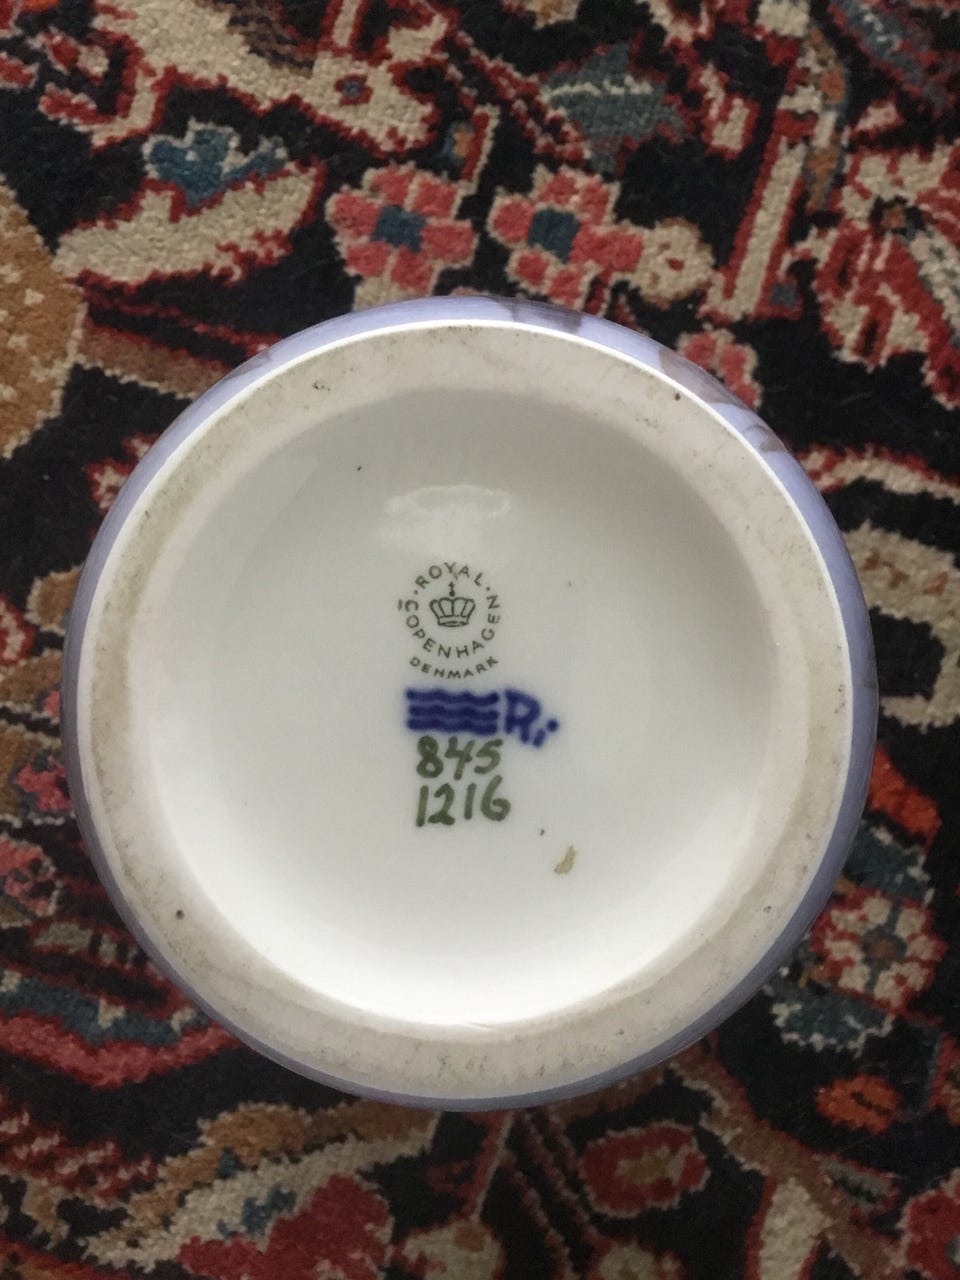 ROYAL
COPENHAGEN
DENMARK
Ri
845
1216